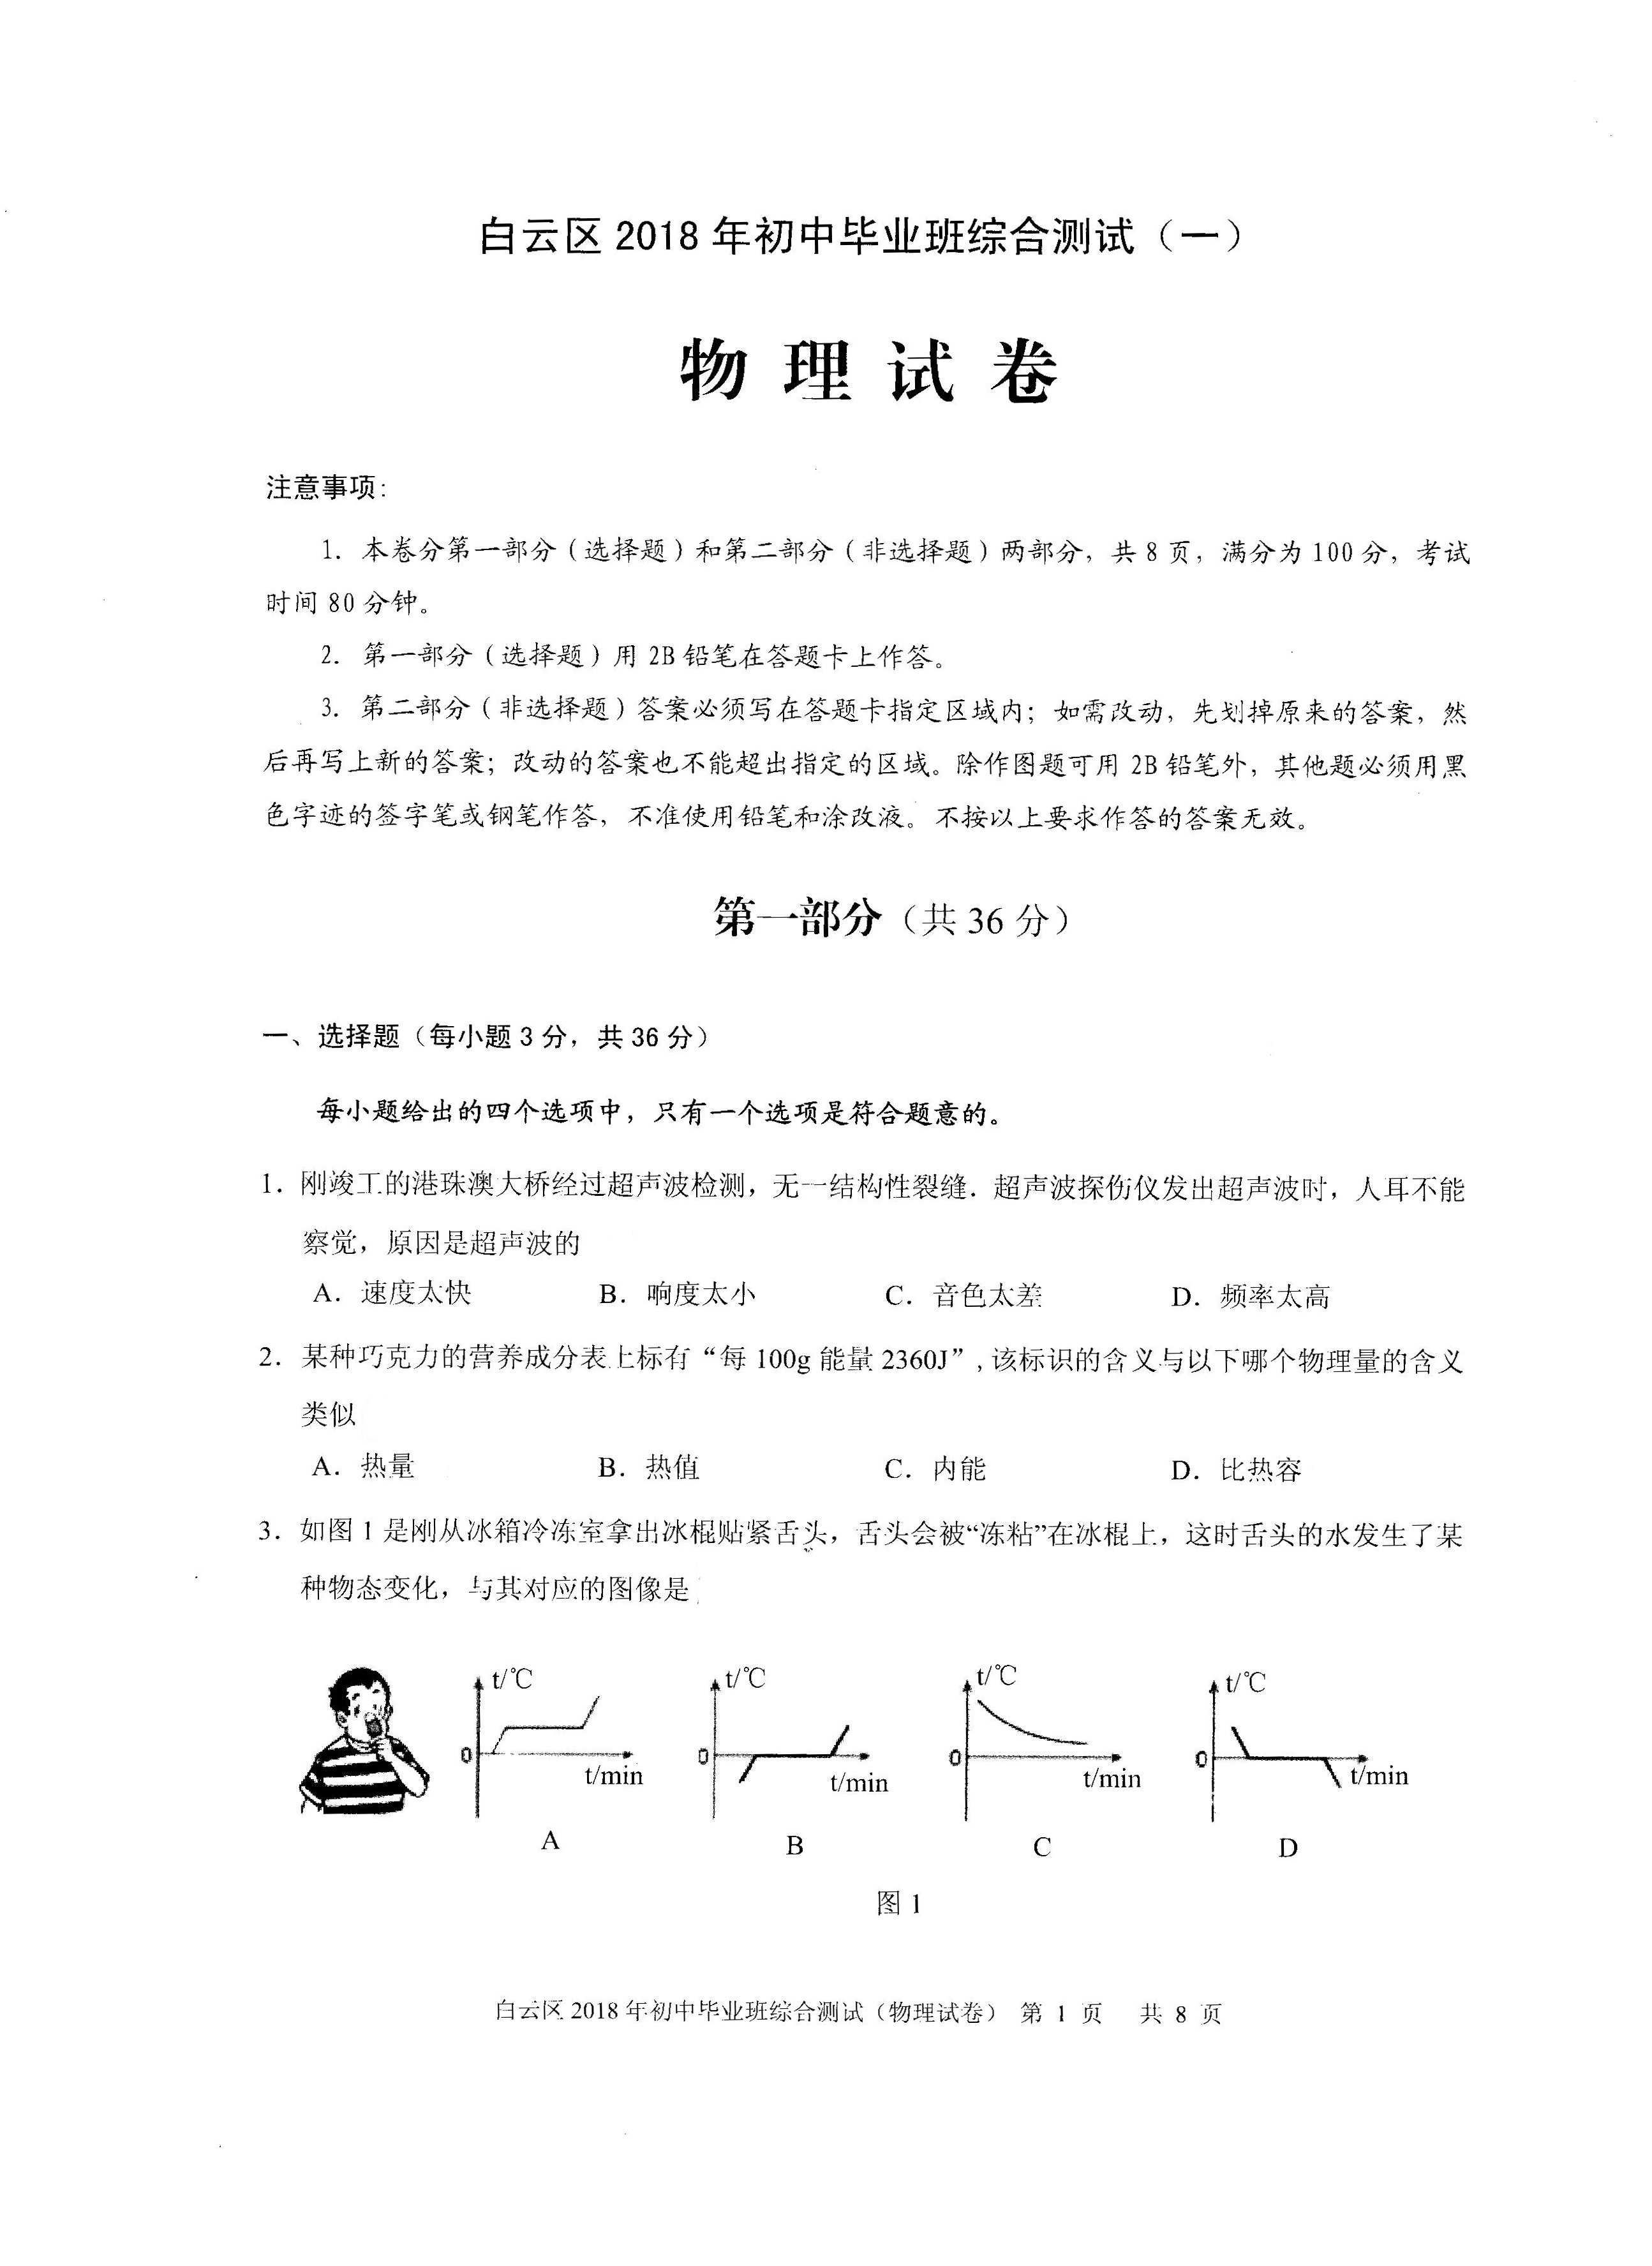 白云区 2018 年初中毕业班综合测试（一）
物 理 试 卷
注意事项：
1. 本卷分第一部分（选择题）和第二部分（非选择题）两部分，共 8 页，满分为 100 分，考试
时间 80 分钟。
2. 第一部分（选择题）用 2B 铅笔在答题卡上作答。
3. 第二部分（非选择题）答案必须写在答题卡指定区域内；如需改动，先划掉原来的答案，然
后再写上新的答案；改动的答案也不能超出指定的区域。除作图题可用 2B 铅笔外，其他题必须用黑
色字迹的签字笔或钢笔作答，不准使用铅笔和涂改液。不按以上要求作答的答案无效。
第一部分（共 36 分）
一、选择题（每小题 3 分，共 36 分）
每小题给出的四个选项中，只有一个选项是符合题意的。
1．刚竣工的港珠澳大桥经过超声波检测，无一结构性裂缝．超声波探伤仪发出超声波时，人耳不能
察觉，原因是超声波的
A．速度太快 B．响度太小 C．音色太差 D．频率太高
2．某种巧克力的营养成分表上标有“每 100g 能量 2360J”,该标识的含义与以下哪个物理量的含义
类似
A．热量 B．热值 C．内能 D．比热容
3．如图 1 是刚从冰箱冷冻室拿出冰棍贴紧舌头，舌头会被“冻粘”在冰棍上，这时舌头的水发生了某
种物态变化，与其对应的图像是
t/℃ t/℃ t/℃ t/℃
0 0 0 0
t/min t/min t/min t/min
A B C D
图 1
白云区 2018 年初中毕业班综合测试（物理试卷） 第 1 页 共 8 页